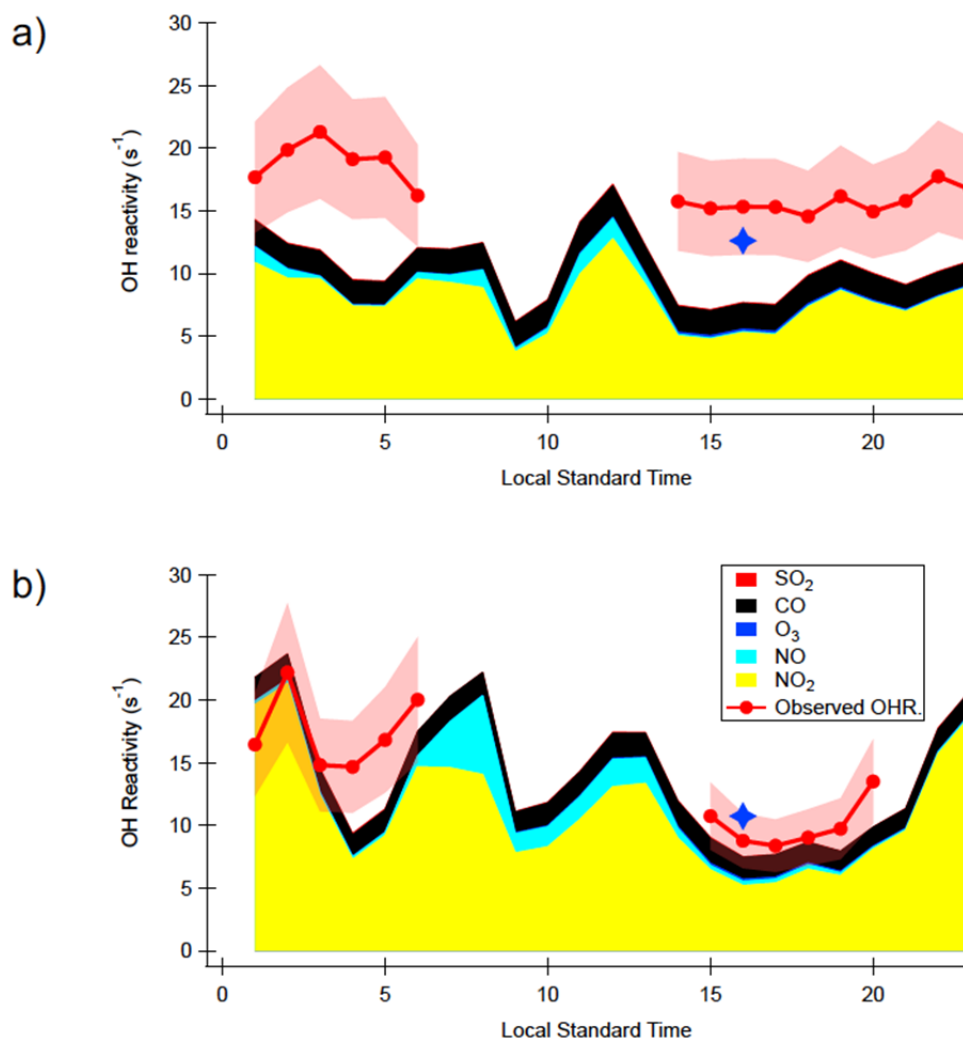 a)
30
25
20
15
10
5
0
OH reactivity (s⁻¹)
0 5 10 15 20
Local Standard Time
b)
30
25
20
15
10
5
0
OH Reactivity (s⁻¹)
SO₂
CO
O₃
NO
NO₂
Observed OHR.
0 5 10 15 20
Local Standard Time